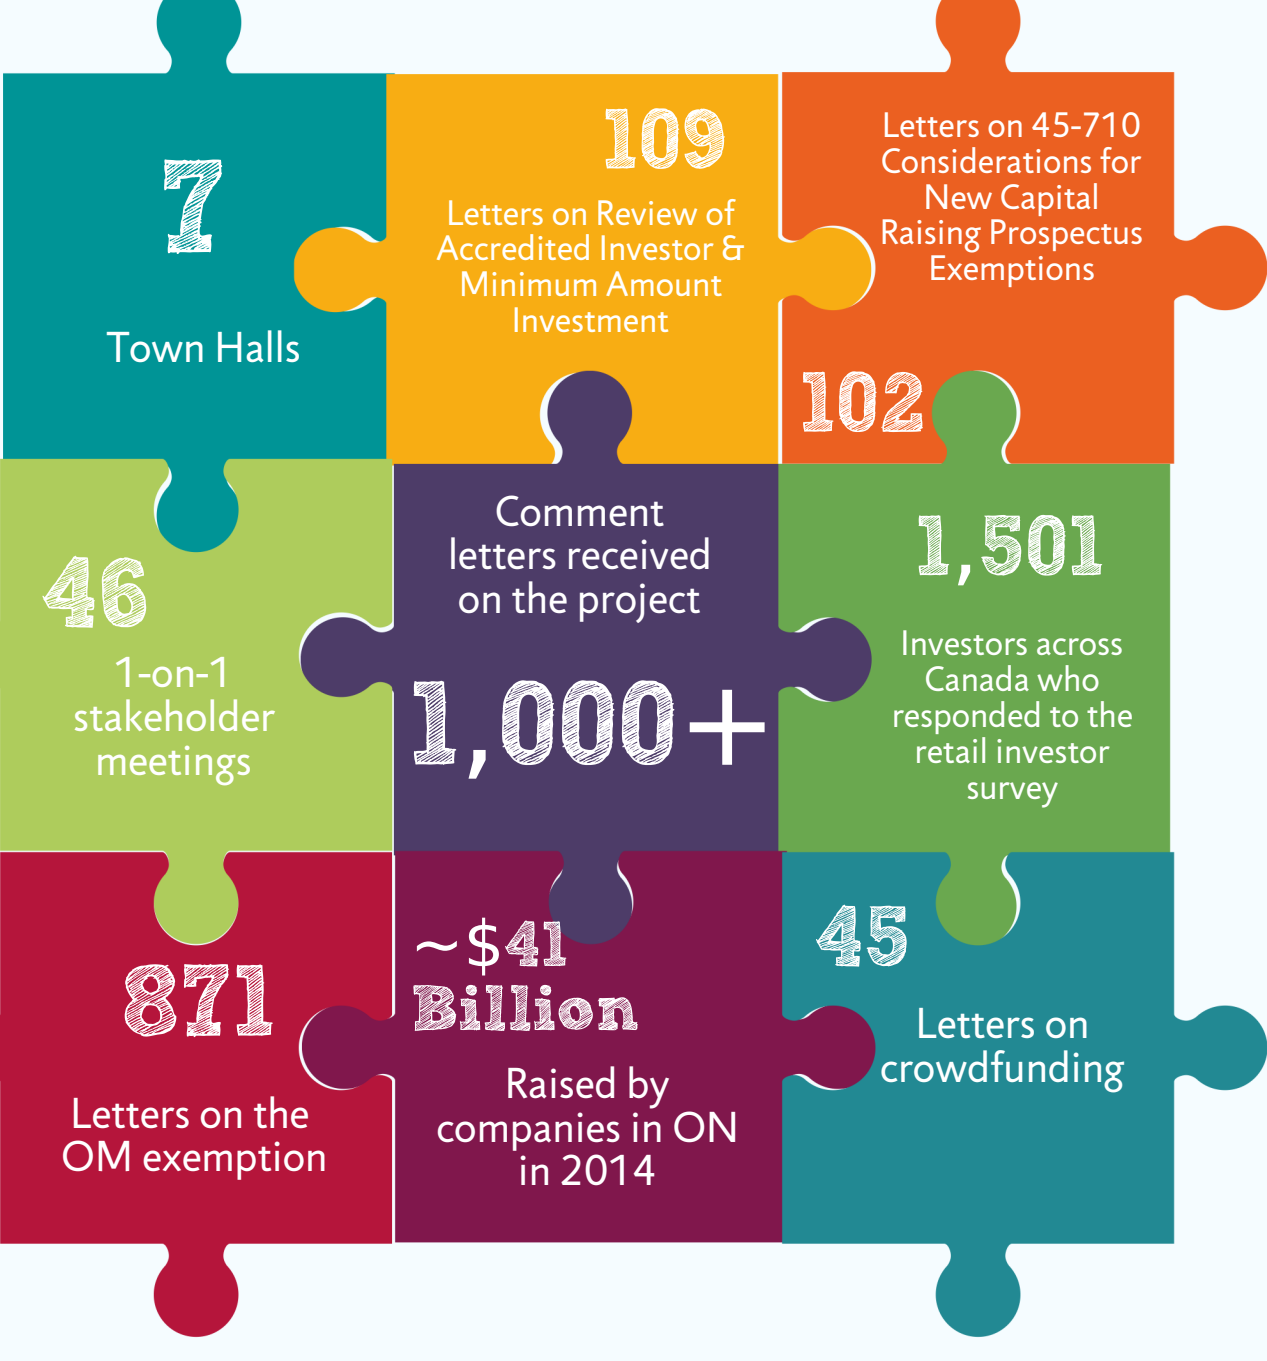 7
Town Halls
109
Letters on Review of
Accredited Investor &
Minimum Amount
Investment
Letters on 45-710
Considerations for
New Capital
Raising Prospectus
Exemptions
102
46
1-on-1
stakeholder
meetings
Comment
letters received
on the project
1,000+
1,501
Investors across
Canada who
responded to the
retail investor
survey
871
Letters on the
OM exemption
~$41
Billion
Raised by
companies in ON
in 2014
45
Letters on
crowdfunding